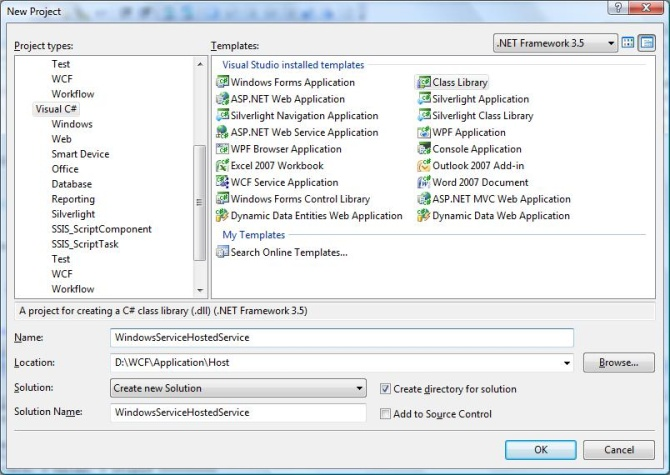 New Project
Project types:
Templates:
.NET Framework 3.5
Test
WCF
Workflow
Visual C#
Windows
Web
Smart Device
Office
Database
Reporting
Silverlight
SSIS_ScriptComponent
SSIS_ScriptTask
Test
WCF
Workflow
Visual Studio installed templates
Windows Forms Application
Class Library
ASP.NET Web Application
Silverlight Application
Silverlight Navigation Application
Silverlight Class Library
ASP.NET Web Service Application
WPF Application
WPF Browser Application
Console Application
Excel 2007 Workbook
Outlook 2007 Add-in
WCF Service Application
Word 2007 Document
Windows Forms Control Library
ASP.NET MVC Web Application
Dynamic Data Entities Web Application
Dynamic Data Web Application
My Templates
Search Online Templates...
A project for creating a C# class library (.dll) (.NET Framework 3.5)
Name:
WindowsServiceHostedService
Location:
D:\WCF\Application\Host
Browse...
Solution:
Create new Solution
Create directory for solution
Solution Name:
WindowsServiceHostedService
Add to Source Control
OK
Cancel